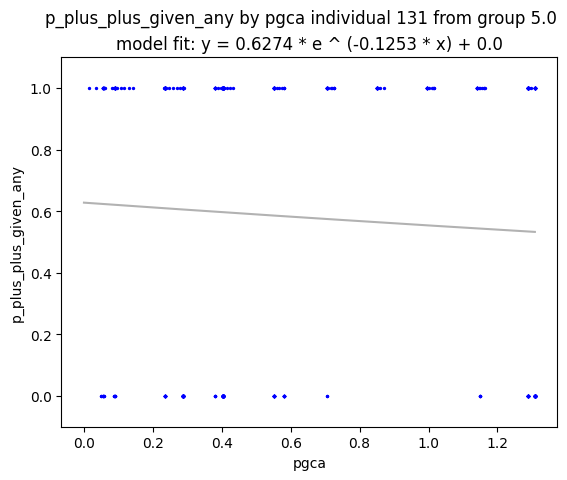 p_plus_plus_given_any by pgca individual 131 from group 5.0
model fit: y = 0.6274 * e ^ (-0.1253 * x) + 0.0
1.0
0.8
0.6
0.4
0.2
0.0
p_plus_plus_given_any
0.0 0.2 0.4 0.6 0.8 1.0 1.2
pgca